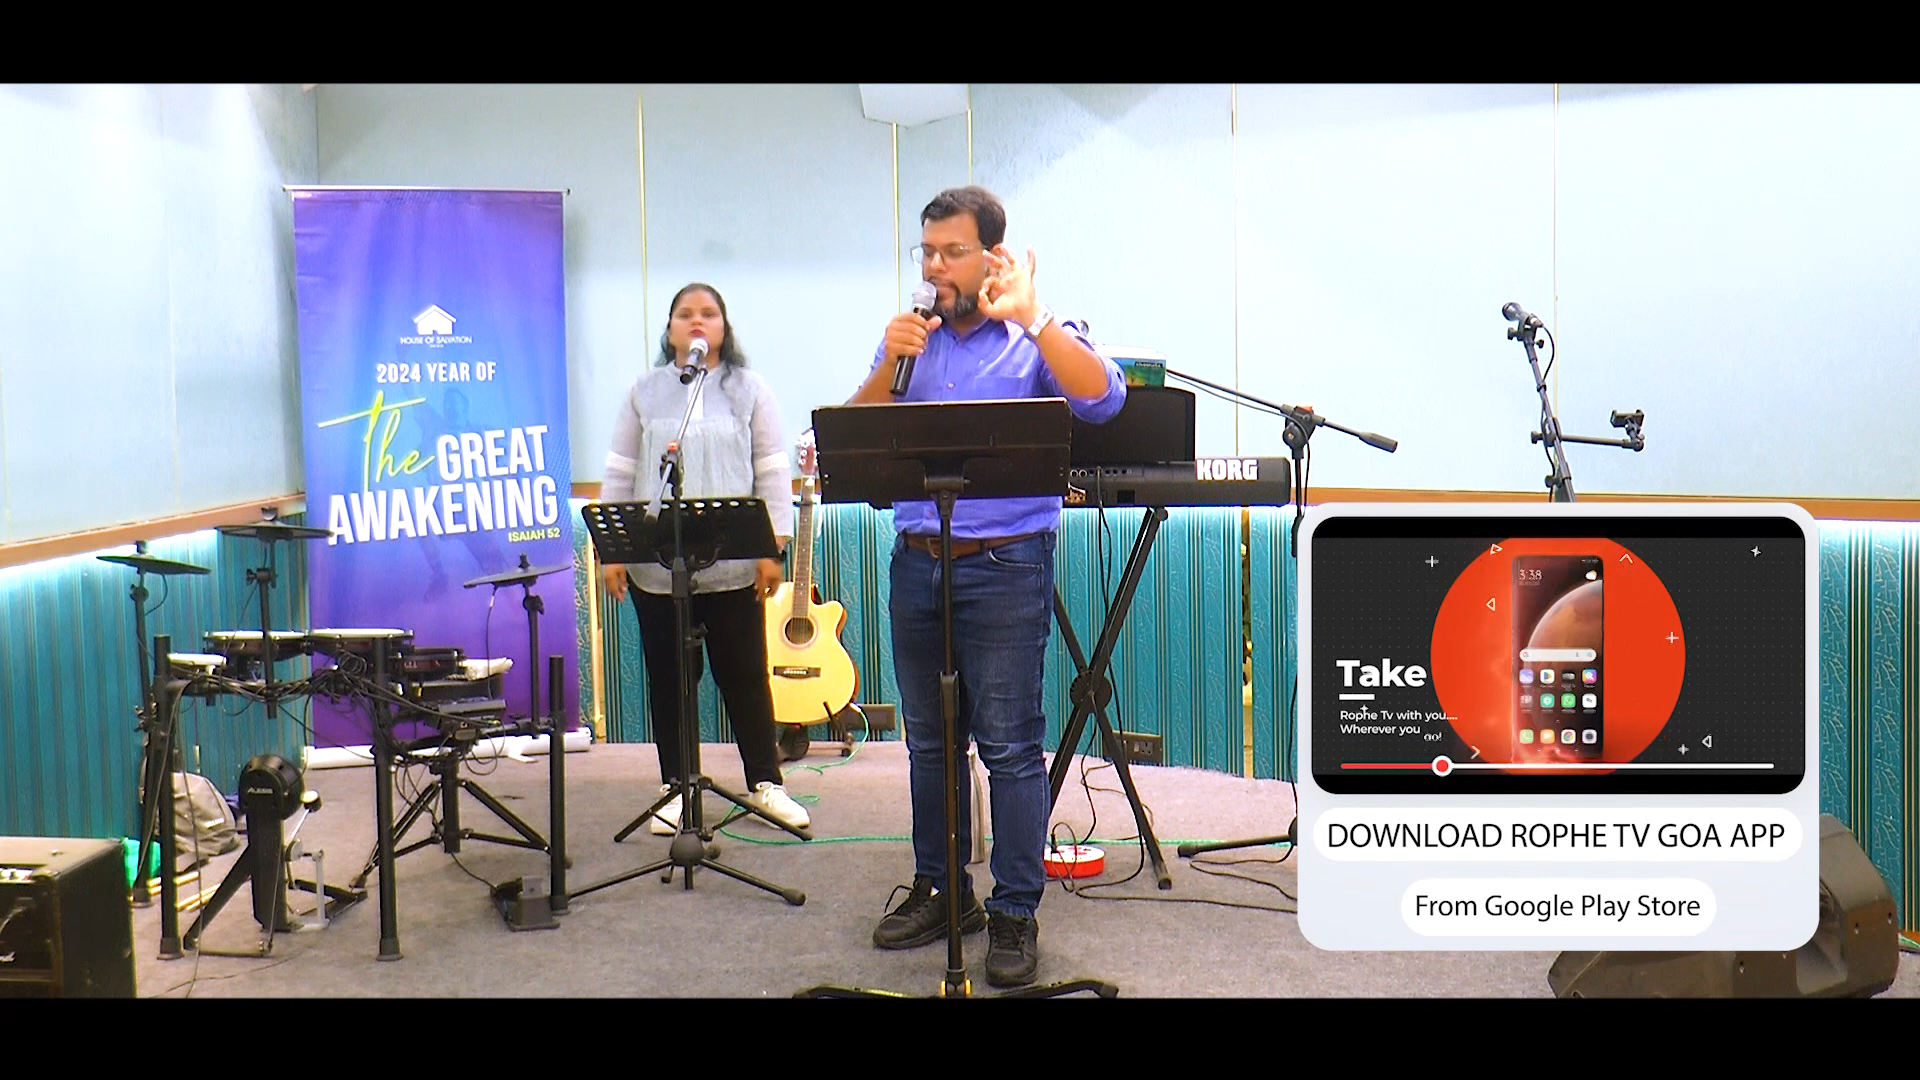 HOUSE OF SALVATION
2024 YEAR OF
The GREAT
AWAKENING
ISAIAH 52
KORG
ALESIS
3:38
Take
Rophe Tv with you....
Wherever you GO!
DOWNLOAD ROPHE TV GOA APP
From Google Play Store